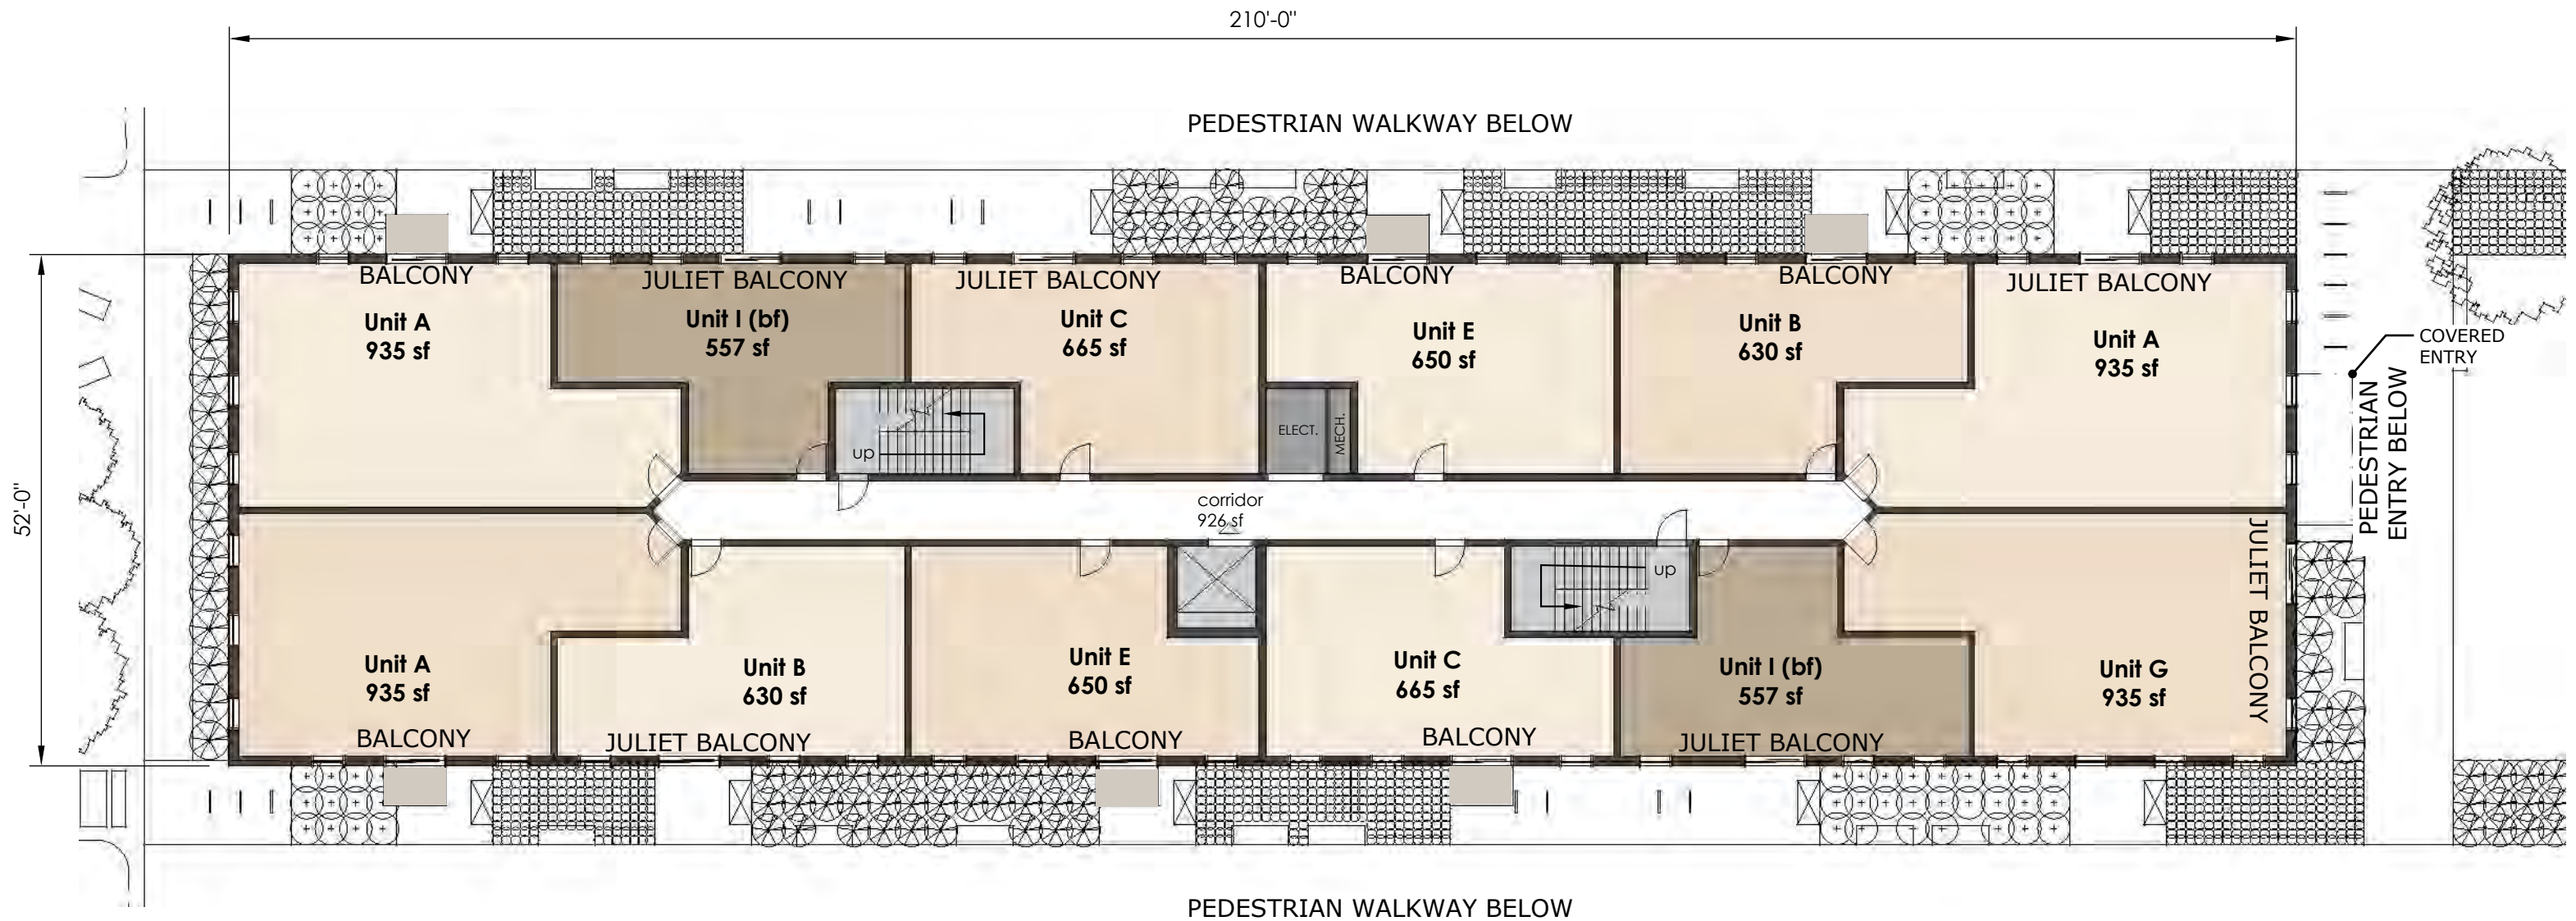 210'-0"
PEDESTRIAN WALKWAY BELOW
BALCONY
JULIET BALCONY
JULIET BALCONY
BALCONY
BALCONY
JULIET BALCONY
Unit A
935 sf
Unit I (bf)
557 sf
Unit C
665 sf
Unit E
650 sf
Unit B
630 sf
Unit A
935 sf
COVERED
ENTRY
PEDESTRIAN
ENTRY BELOW
up
ELECT.
MECH.
52'-0"
corridor
926 sf
up
JULIET BALCONY
Unit A
935 sf
Unit B
630 sf
Unit E
650 sf
Unit C
665 sf
Unit I (bf)
557 sf
Unit G
935 sf
BALCONY
JULIET BALCONY
BALCONY
BALCONY
JULIET BALCONY
PEDESTRIAN WALKWAY BELOW